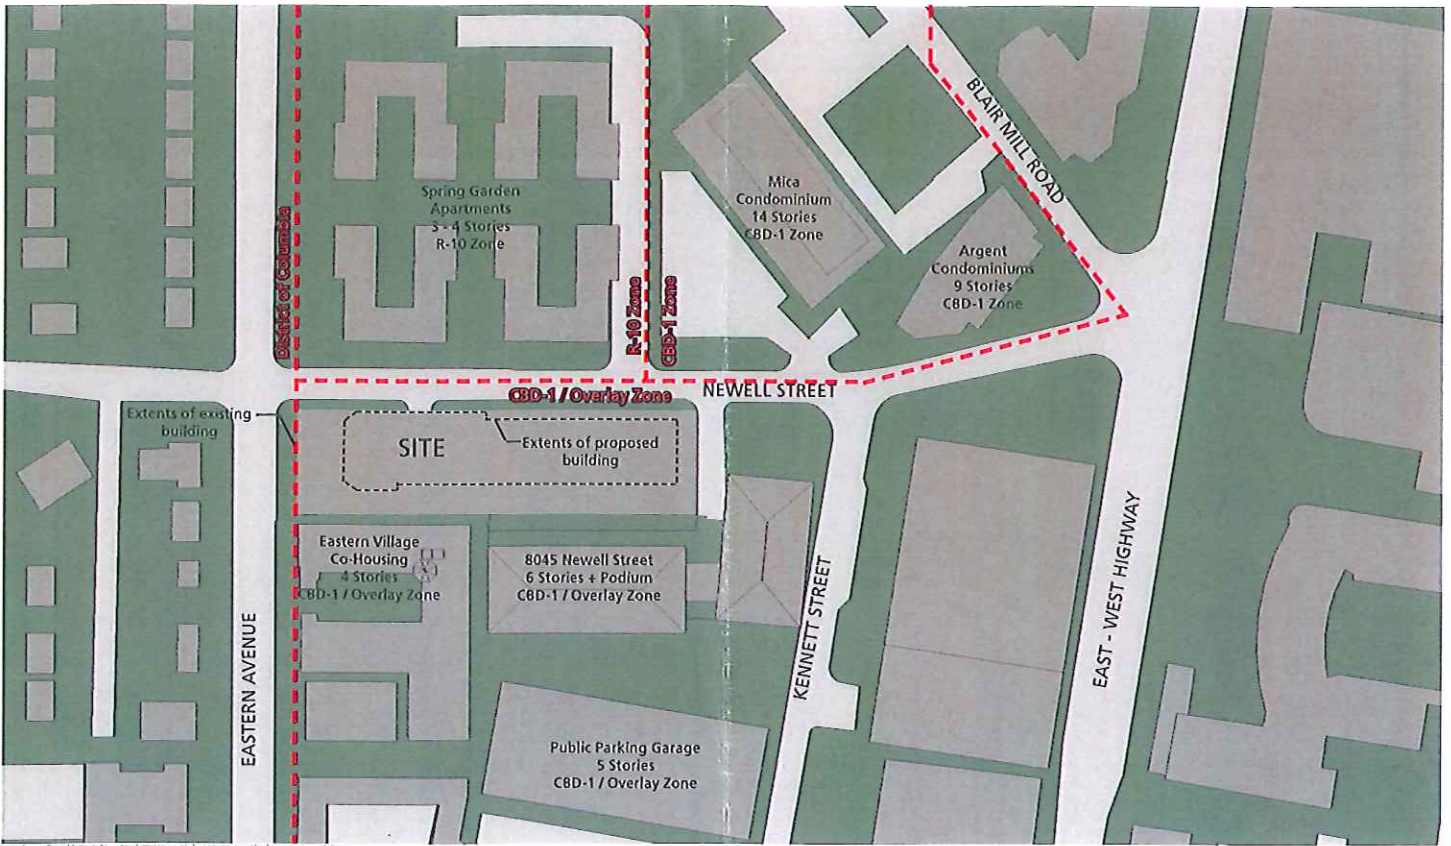 BLAIR MILL ROAD
Spring Garden
Apartments
3 - 4 Stories
R-10 Zone
Mica
Condominium
14 Stories
CBD-1 Zone
Argent
Condominiums
9 Stories
CBD-1 Zone
District of Columbia
R-10 Zone
CBD-1 Zone
CBD-1 / Overlay Zone
NEWELL STREET
Extents of existing
building
SITE
Extents of proposed
building
Eastern Village
Co-Housing
4 Stories
CBD-1 / Overlay Zone
8045 Newell Street
6 Stories + Podium
CBD-1 / Overlay Zone
EASTERN AVENUE
KENNETT STREET
EAST - WEST HIGHWAY
Public Parking Garage
5 Stories
CBD-1 / Overlay Zone